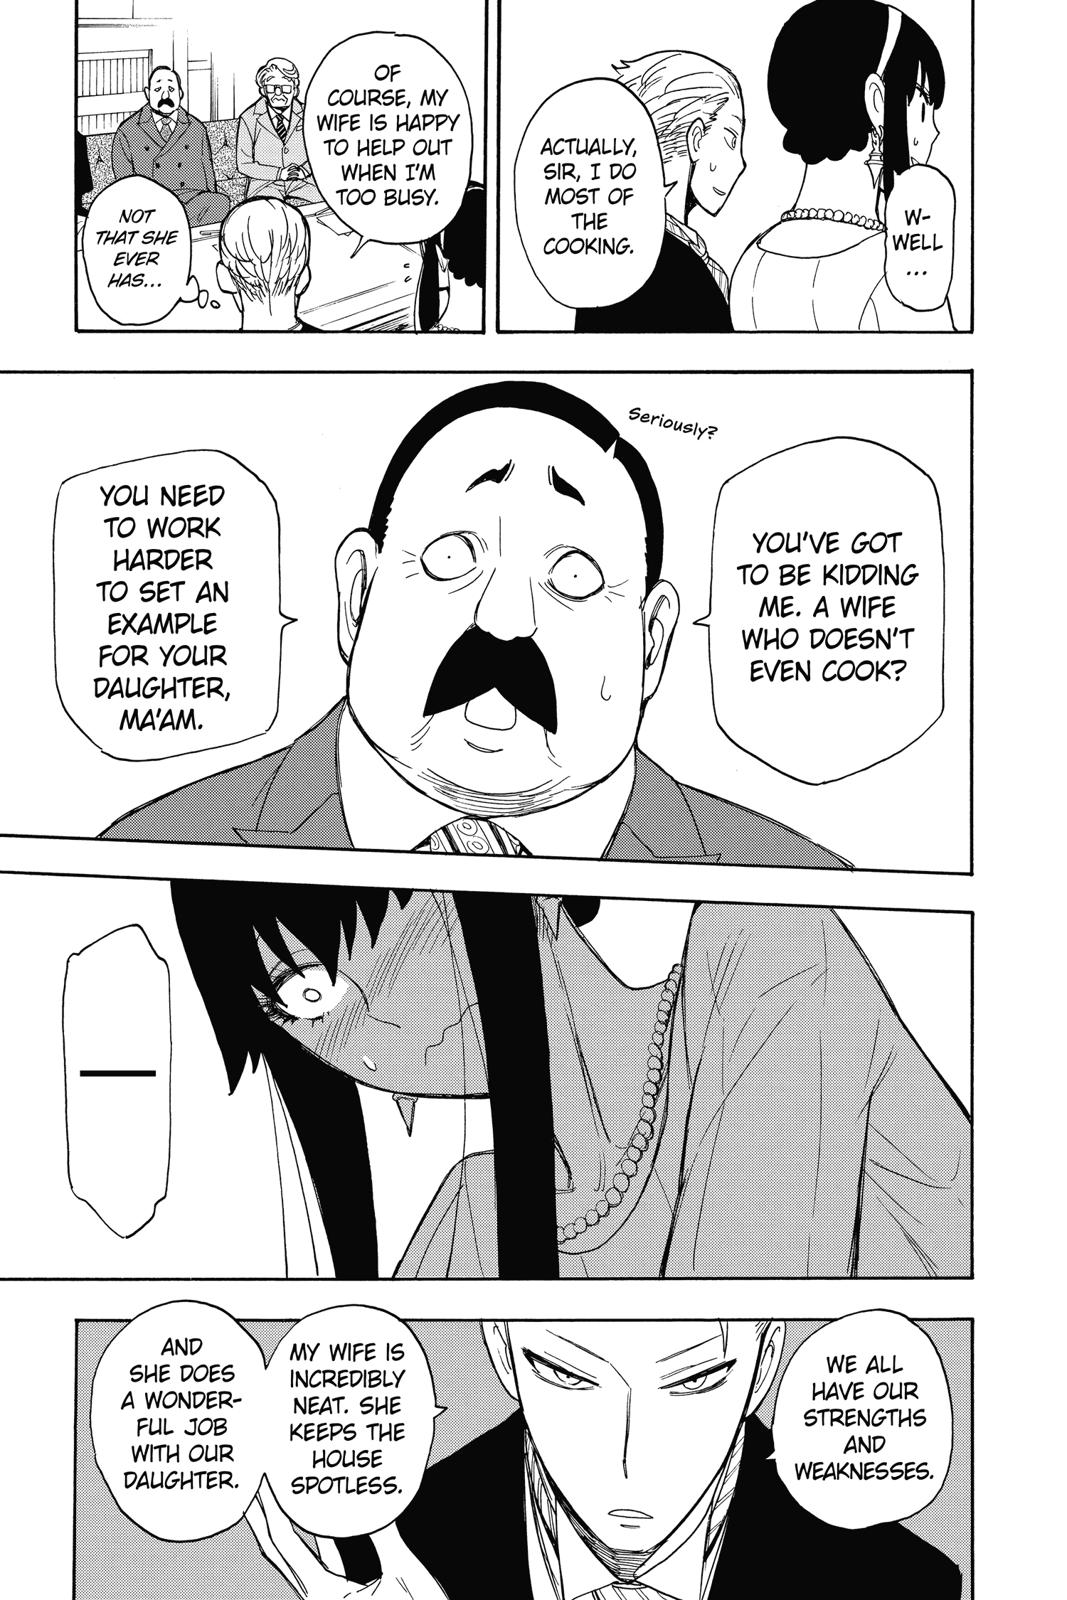 ACTUALLY,
SIR, I DO
MOST OF
THE
COOKING.
W-
WELL
...
OF
COURSE, MY
WIFE IS HAPPY
TO HELP OUT
WHEN I'M
TOO BUSY.
NOT
THAT SHE
EVER
HAS...
Seriously?
YOU'VE GOT
TO BE KIDDING
ME. A WIFE
WHO DOESN'T
EVEN COOK?
YOU NEED
TO WORK
HARDER
TO SET AN
EXAMPLE
FOR YOUR
DAUGHTER,
MA'AM.
—
WE ALL
HAVE OUR
STRENGTHS
AND
WEAKNESSES.
MY WIFE IS
INCREDIBLY
NEAT. SHE
KEEPS THE
HOUSE
SPOTLESS.
AND
SHE DOES
A WONDER-
FUL JOB
WITH OUR
DAUGHTER.